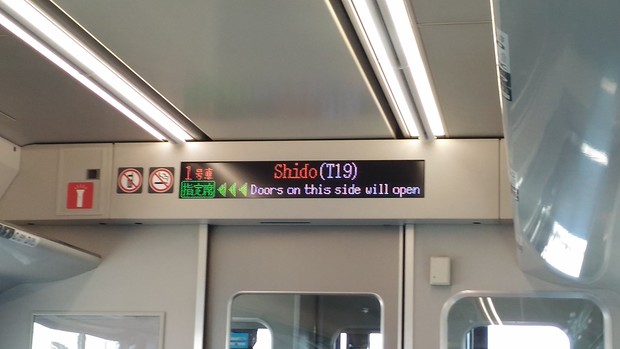 1号車 Shido(T19)
指定席 Doors on this side will open